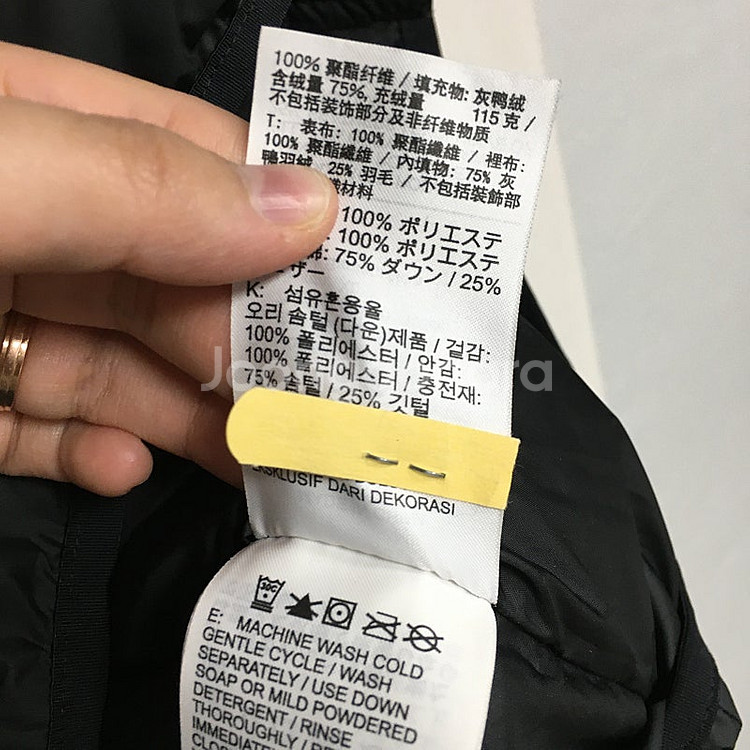 100% 聚酯纤维 / 填充物: 灰鸭绒
含绒量 75%, 充绒量 115 克 /
不包括装饰部分及非纤维物质
T: 表布: 100% 聚酯纖維 / 裡布:
100% 聚酯纖維 / 內填物: 75% 灰
鴨羽絨, 25% 羽毛 / 不包括裝飾部
材料
100% ポリエステ
100% ポリエステ
75% ダウン / 25%
ザー
K: 섬유혼용율
오리 솜털 (다운)제품 / 겉감:
100% 폴리에스터 / 안감:
100% 폴리에스터 / 충전재:
75% 솜털 / 25% 깃털
EKSKLUSIF DARI DEKORASI
30C
E: MACHINE WASH COLD
GENTLE CYCLE / WASH
SEPARATELY / USE DOWN
SOAP OR MILD POWDERED
DETERGENT / RINSE
THOROUGHLY /
IMMEDIATELY